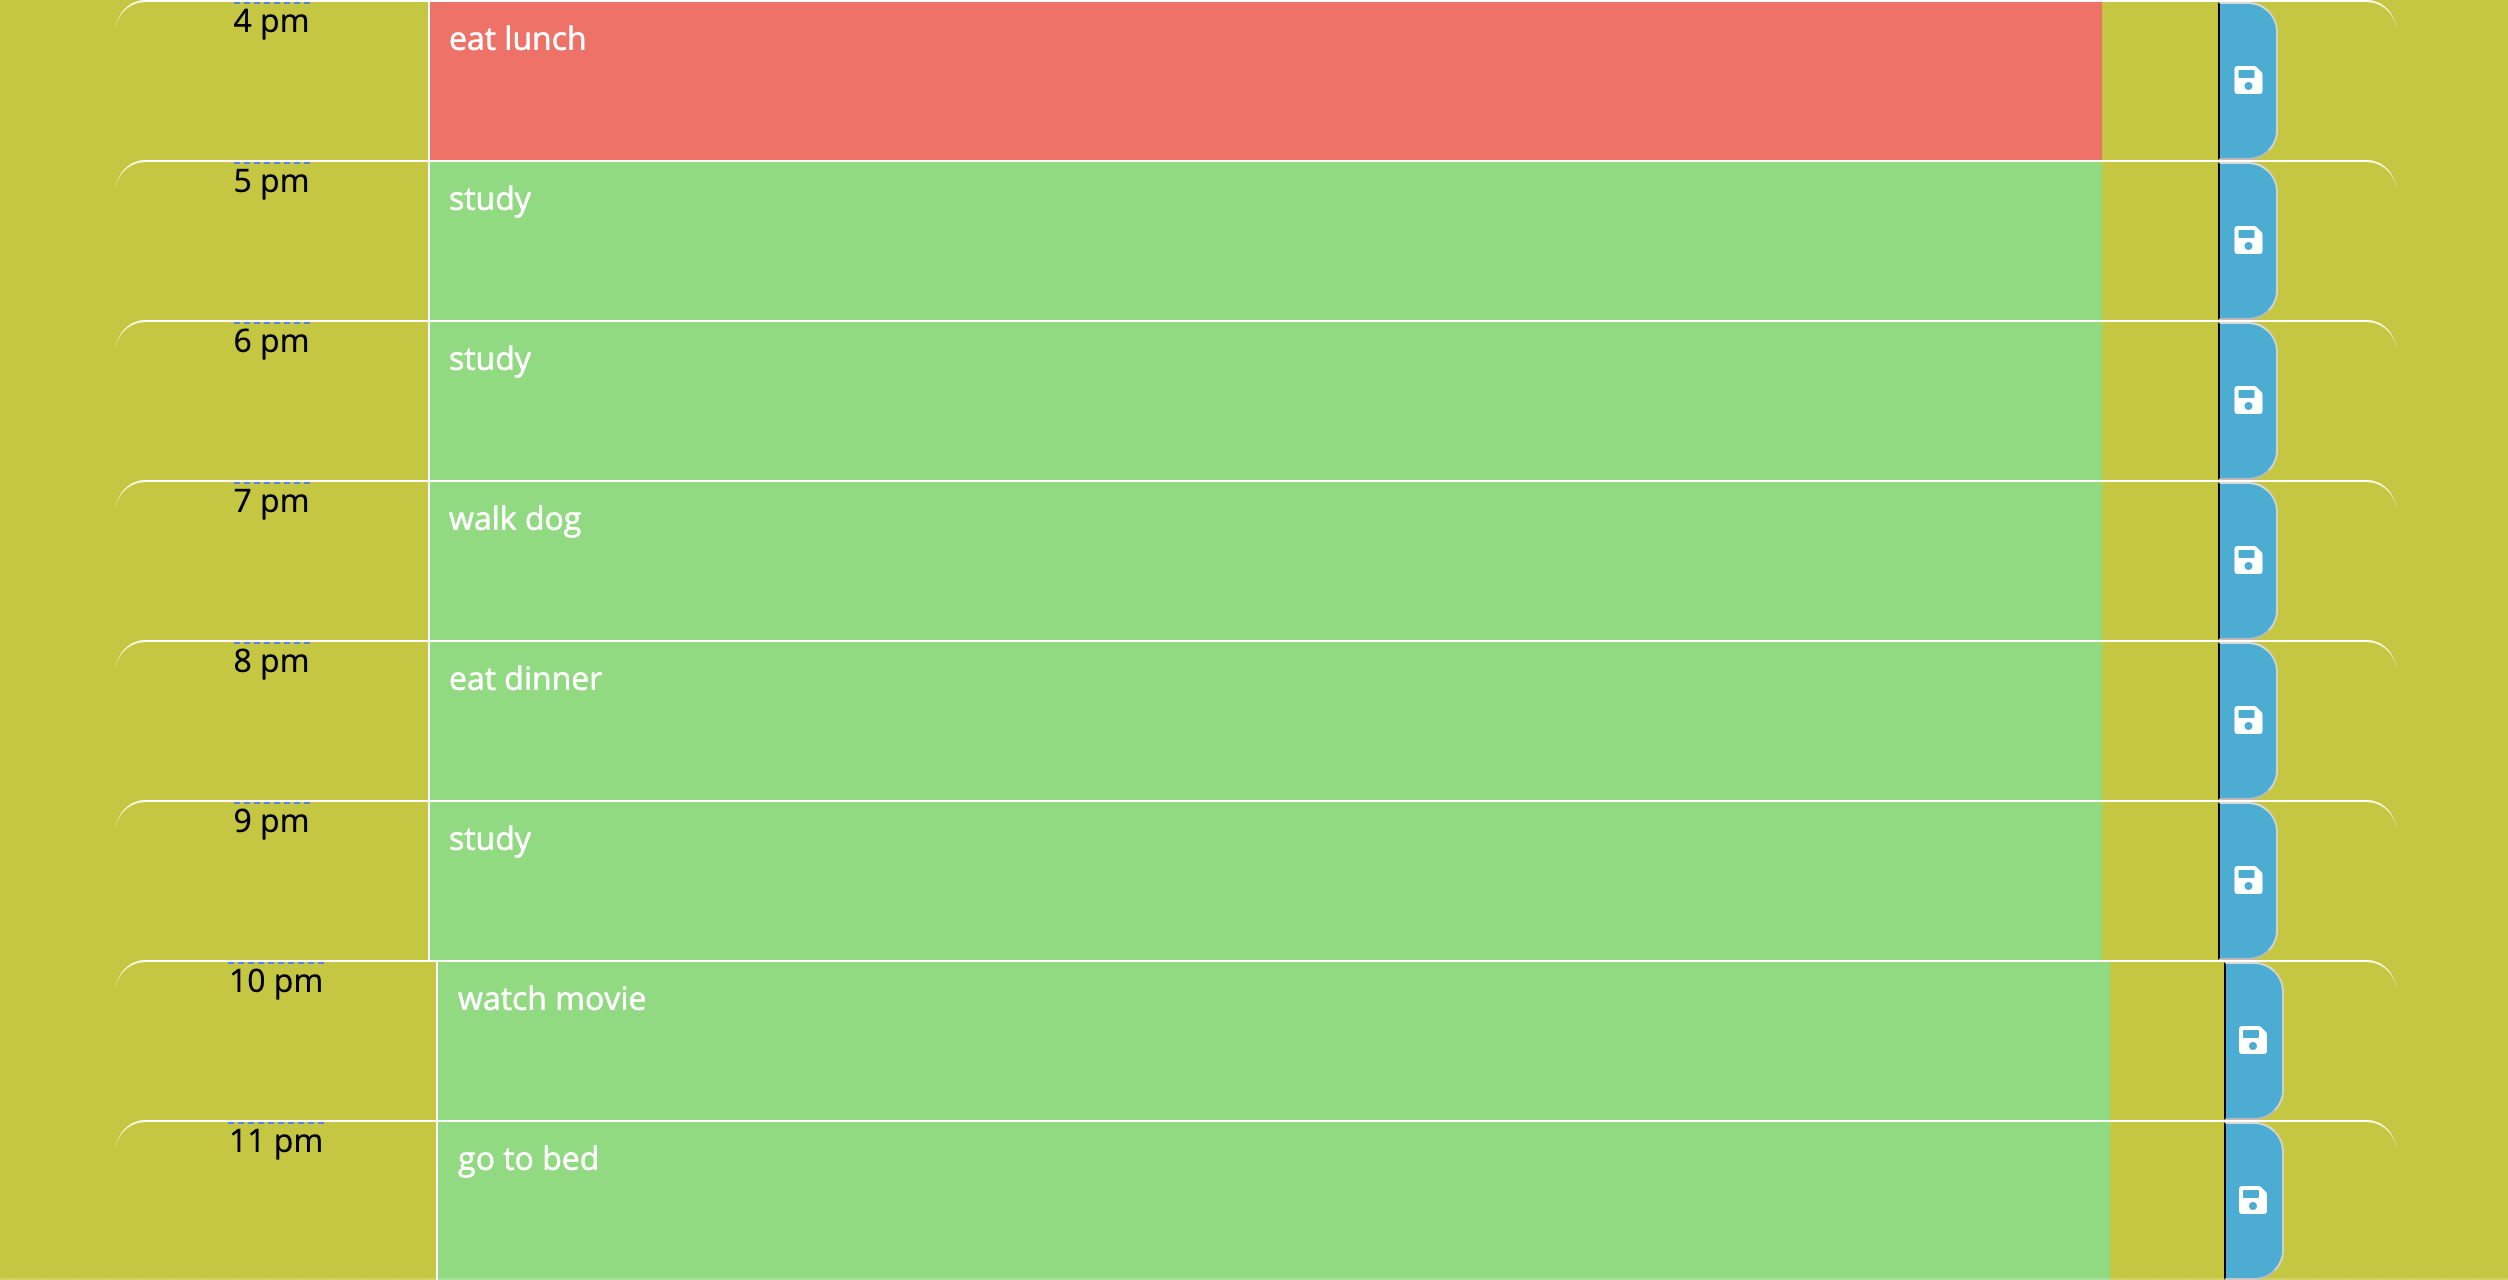 4 pm
eat lunch
5 pm
study
6 pm
study
7 pm
walk dog
8 pm
eat dinner
9 pm
study
10 pm
watch movie
11 pm
go to bed